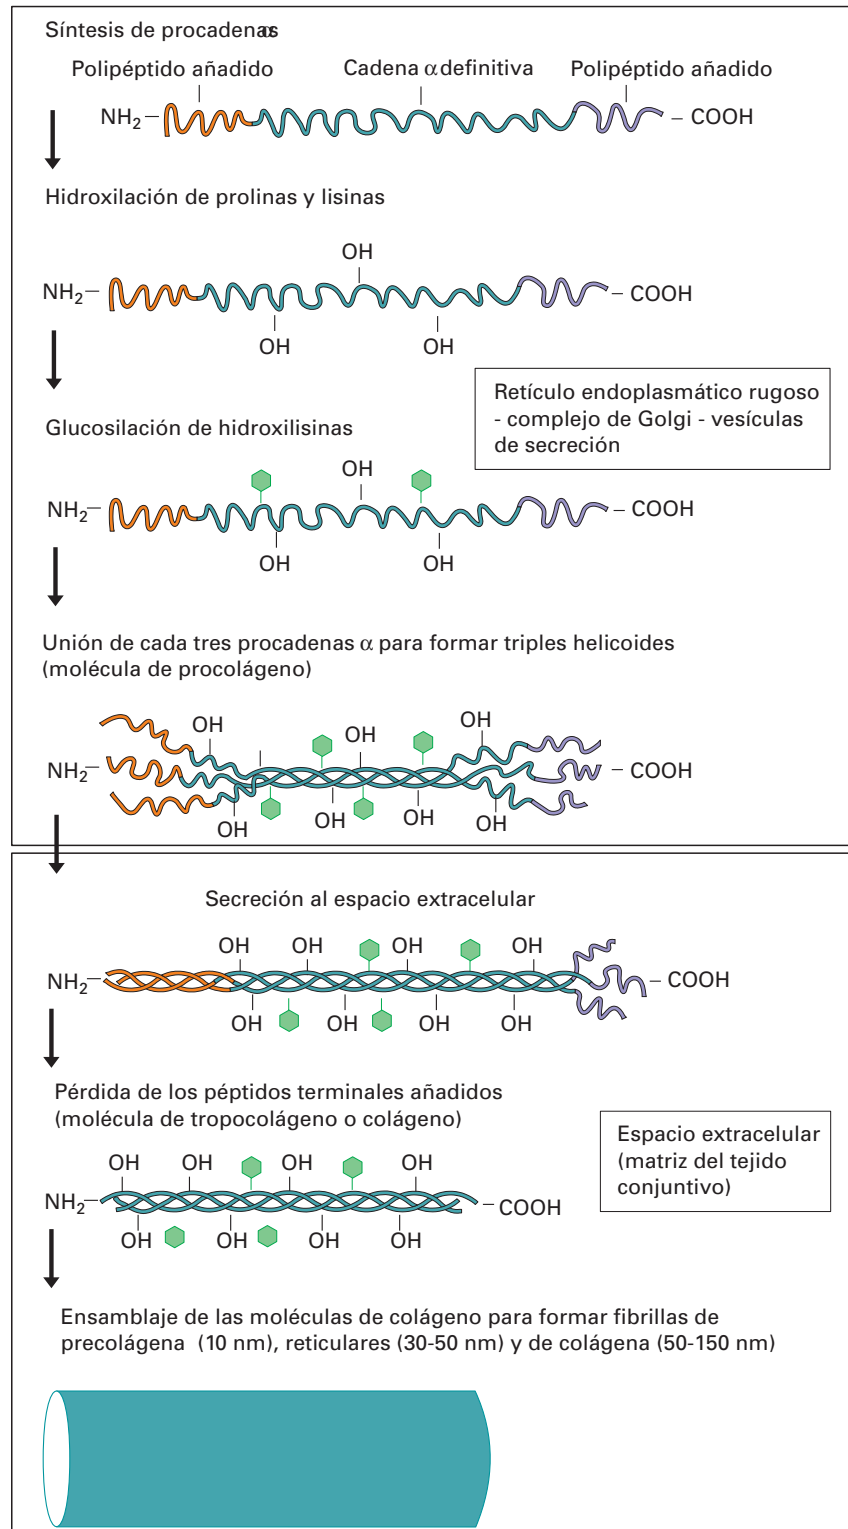 Síntesis de procadenas α
Polipéptido añadido
Cadena α definitiva
Polipéptido añadido
NH2
COOH
Hidroxilación de prolinas y lisinas
OH
NH2
COOH
OH
OH
Retículo endoplasmático rugoso
- complejo de Golgi - vesículas
de secreción
Glucosilación de hidroxilisinas
OH
NH2
COOH
OH
OH
Unión de cada tres procadenas α para formar triples helicoides
(molécula de procolágeno)
OH
OH
OH
NH2
COOH
OH
OH
OH
OH
Secreción al espacio extracelular
OH
OH
OH
OH
NH2
COOH
OH
OH
OH
OH
Pérdida de los péptidos terminales añadidos
(molécula de tropocolágeno o colágeno)
Espacio extracelular
(matriz del tejido
conjuntivo)
OH
OH
OH
OH
NH2
COOH
OH
OH
OH
OH
Ensamblaje de las moléculas de colágeno para formar fibrillas de
precolágena (10 nm), reticulares (30-50 nm) y de colágena (50-150 nm)